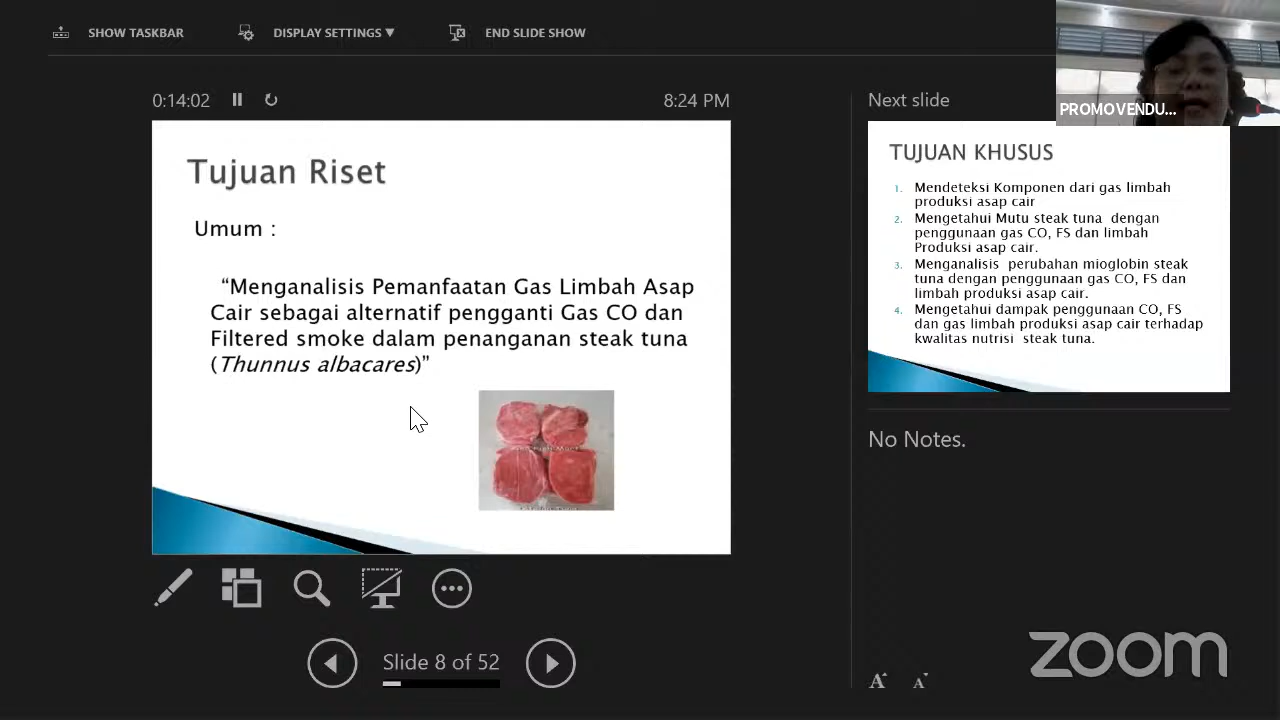 SHOW TASKBAR
DISPLAY SETTINGS ▼
END SLIDE SHOW
0:14:02
8:24 PM
Tujuan Riset
Umum :
“Menganalisis Pemanfaatan Gas Limbah Asap
Cair sebagai alternatif pengganti Gas CO dan
Filtered smoke dalam penanganan steak tuna
(Thunnus albacares)”
Slide 8 of 52
Next slide
PROMOVENDU...
TUJUAN KHUSUS
1. Mendeteksi Komponen dari gas limbah
produksi asap cair
2. Mengetahui Mutu steak tuna dengan
penggunaan gas CO, FS dan limbah
Produksi asap cair.
3. Menganalisis perubahan mioglobin steak
tuna dengan penggunaan gas CO, FS dan
limbah produksi asap cair.
4. Mengetahui dampak penggunaan CO, FS
dan gas limbah produksi asap cair terhadap
kwalitas nutrisi steak tuna.
No Notes.
A A
zoom